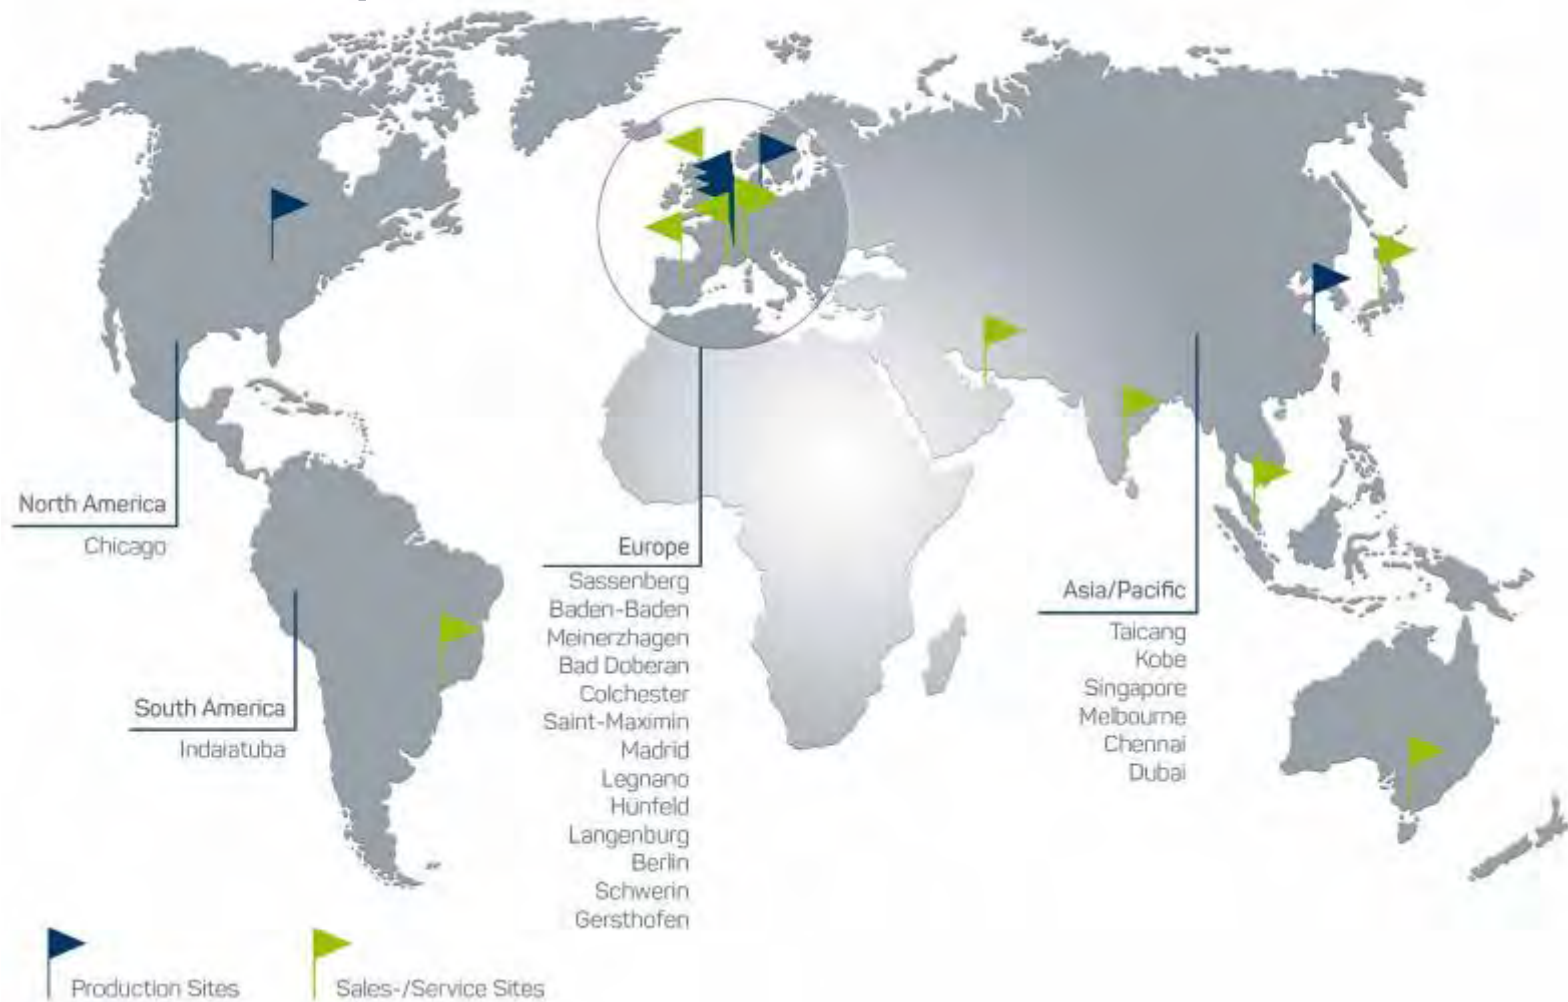 North America
Chicago
South America
Indaiatuba
Europe
Sassenberg
Baden-Baden
Meinerzhagen
Bad Doberan
Colchester
Saint-Maximin
Madrid
Legnano
Hünfeld
Langenburg
Berlin
Schwerin
Gersthofen
Asia/Pacific
Taicang
Kobe
Singapore
Melbourne
Chennai
Dubai
Production Sites
Sales-/Service Sites